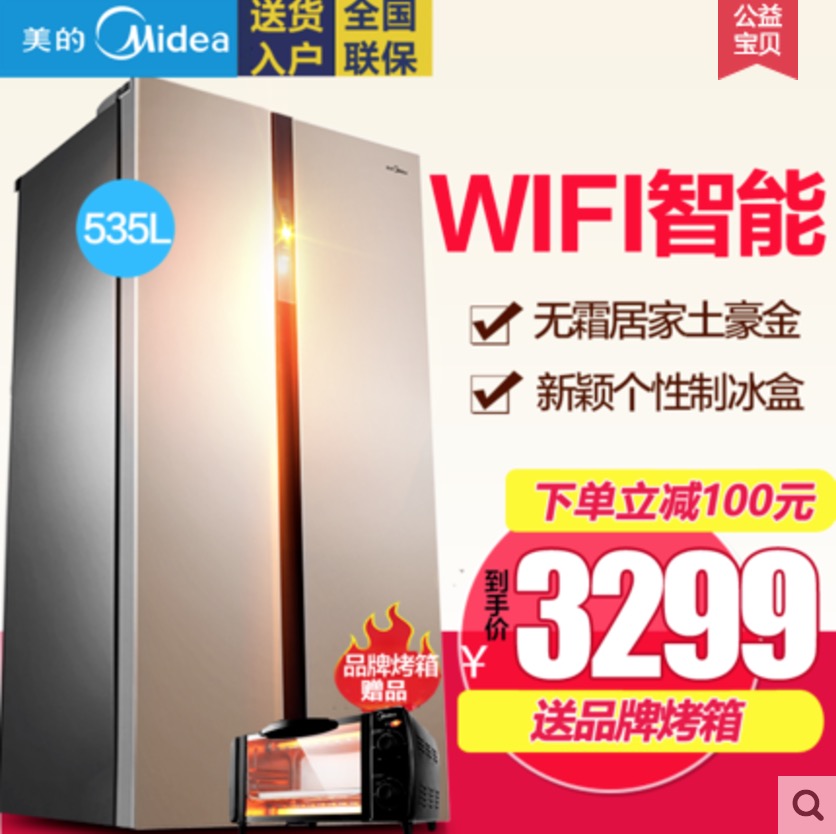 美的 Midea
送货
入户
全国
联保
公益
宝贝
535L
WIFI智能
无霜居家土豪金
新颖个性制冰盒
下单立减100元
到手价
¥3299
品牌烤箱
赠品
送品牌烤箱